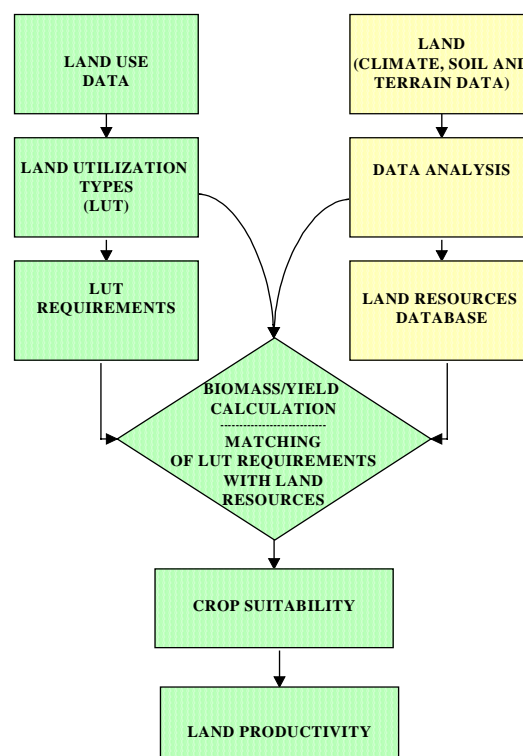 LAND USE
DATA
LAND
(CLIMATE, SOIL AND
TERRAIN DATA)
LAND UTILIZATION
TYPES
(LUT)
DATA ANALYSIS
LUT
REQUIREMENTS
LAND RESOURCES
DATABASE
BIOMASS/YIELD
CALCULATION
---------------------------
MATCHING
OF LUT REQUIREMENTS
WITH LAND
RESOURCES
CROP SUITABILITY
LAND PRODUCTIVITY